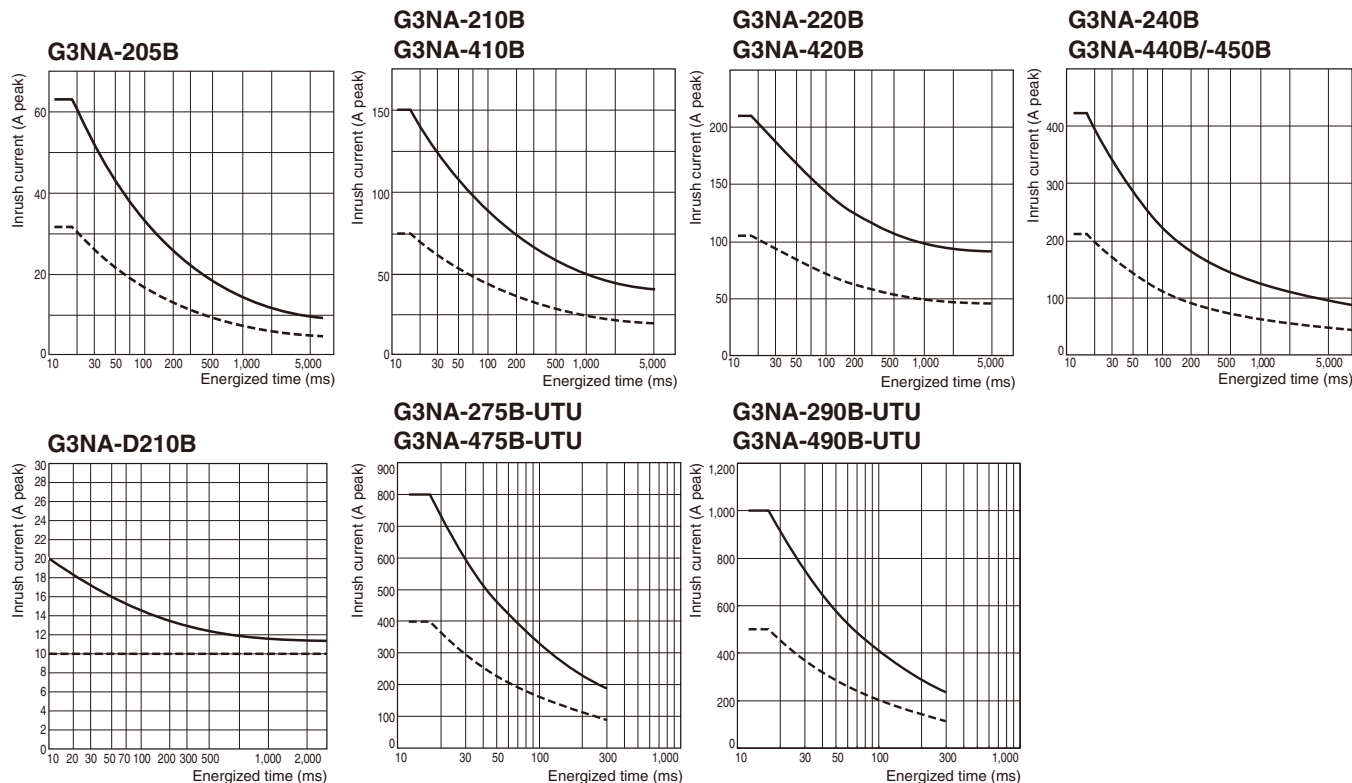 G3NA-205B
Inrush current (A peak)
60
40
20
0
10 30 50 100 200 500 1,000 5,000
Energized time (ms)
G3NA-210B
G3NA-410B
Inrush current (A peak)
150
100
50
0
10 30 50 100 200 500 1,000 5,000
Energized time (ms)
G3NA-220B
G3NA-420B
Inrush current (A peak)
200
150
100
50
0
10 30 50 100 200 500 1,000 5,000
Energized time (ms)
G3NA-240B
G3NA-440B/-450B
Inrush current (A peak)
400
300
200
100
0
10 30 50 100 200 500 1,000 5,000
Energized time (ms)
G3NA-D210B
Inrush current (A peak)
30
28
26
24
22
20
18
16
14
12
10
8
6
4
2
0
10 20 30 50 70 100 200 300 500 1,000 2,000
Energized time (ms)
G3NA-275B-UTU
G3NA-475B-UTU
Inrush current (A peak)
900
800
700
600
500
400
300
200
100
0
10 30 50 100 300 1,000
Energized time (ms)
G3NA-290B-UTU
G3NA-490B-UTU
Inrush current (A peak)
1,200
1,000
800
600
400
200
0
10 30 50 100 300 1,000
Energized time (ms)